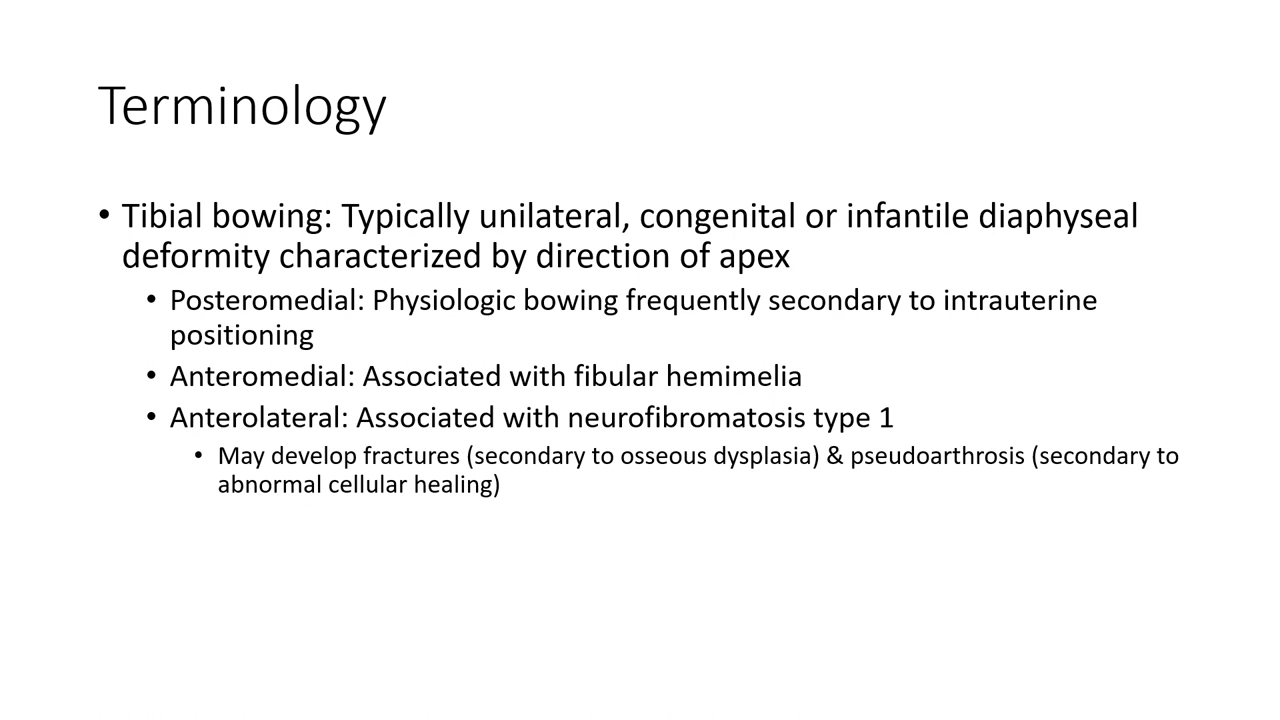 Terminology
• Tibial bowing: Typically unilateral, congenital or infantile diaphyseal
deformity characterized by direction of apex
• Posteromedial: Physiologic bowing frequently secondary to intrauterine
positioning
• Anteromedial: Associated with fibular hemimelia
• Anterolateral: Associated with neurofibromatosis type 1
• May develop fractures (secondary to osseous dysplasia) & pseudoarthrosis (secondary to
abnormal cellular healing)